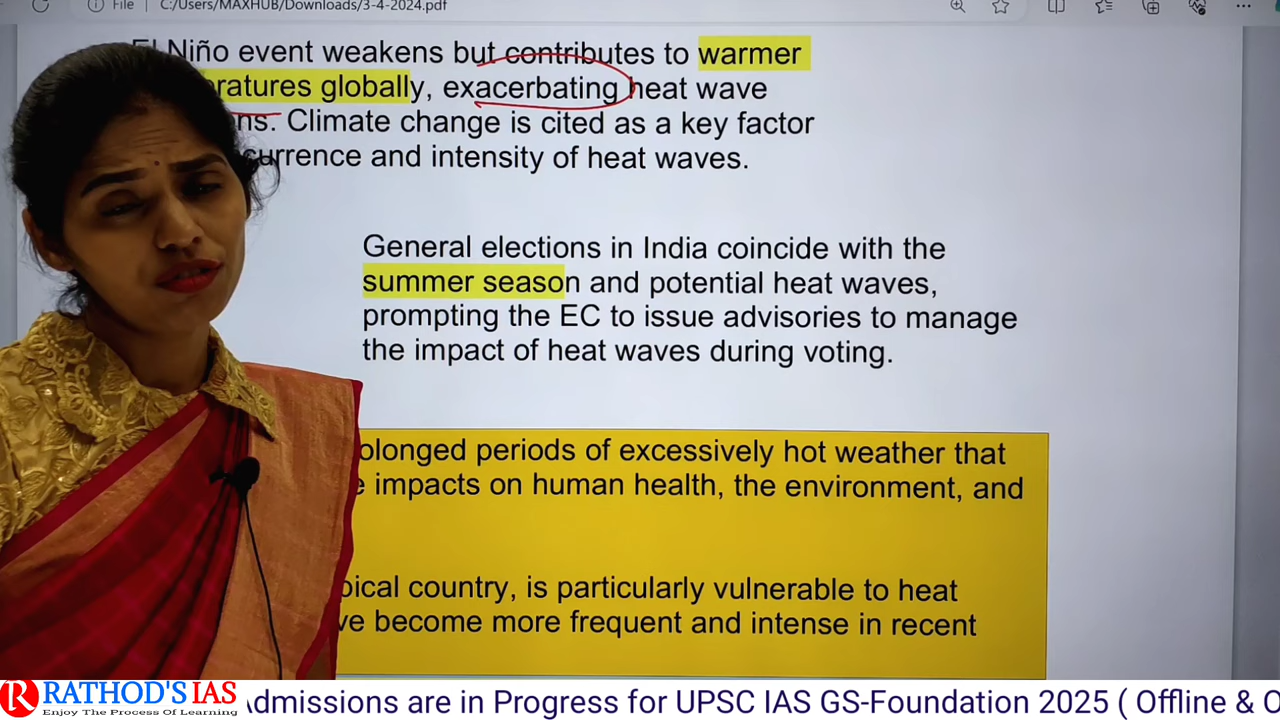 File C:/Users/MAXHUB/Downloads/3-4-2024.pdf
El Niño event weakens but contributes to warmer
ratures globally, exacerbating heat wave
ns. Climate change is cited as a key factor
currence and intensity of heat waves.
General elections in India coincide with the
summer season and potential heat waves,
prompting the EC to issue advisories to manage
the impact of heat waves during voting.
olonged periods of excessively hot weather that
e impacts on human health, the environment, and
pical country, is particularly vulnerable to heat
ve become more frequent and intense in recent
R RATHOD'S IAS
Enjoy The Process Of Learning
dmissions are in Progress for UPSC IAS GS-Foundation 2025 ( Offline & O